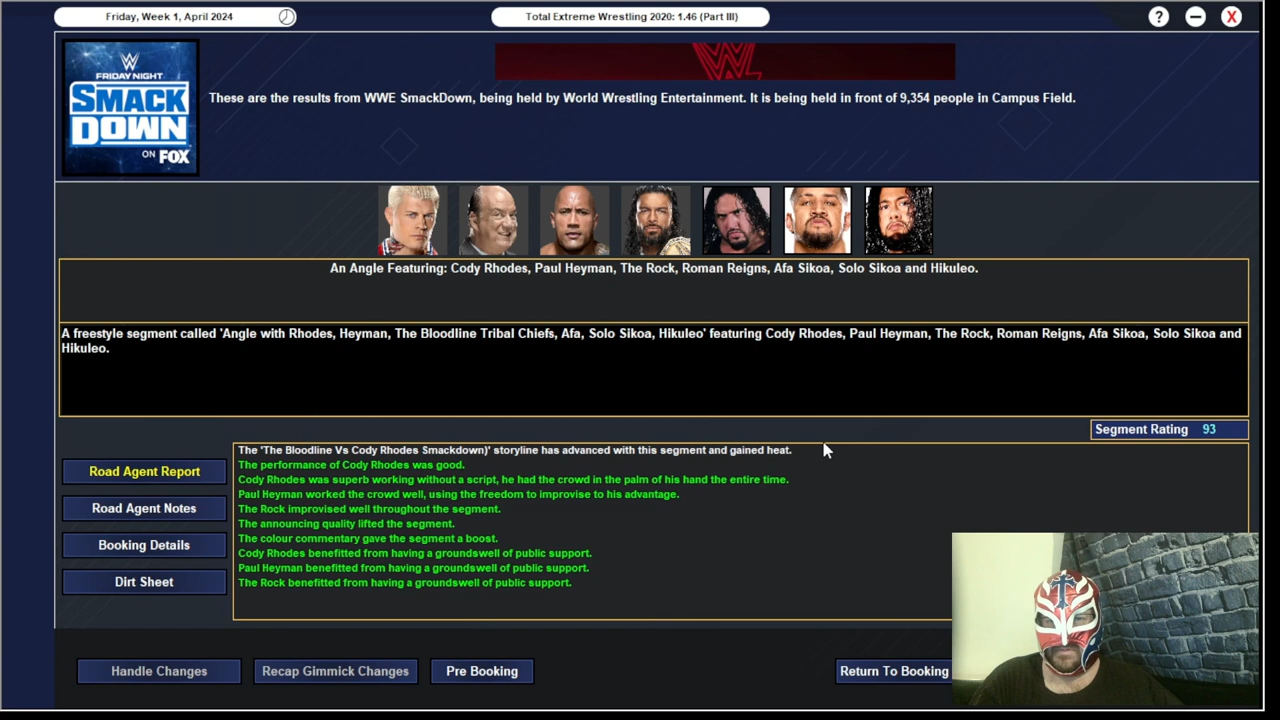 Friday, Week 1, April 2024
Total Extreme Wrestling 2020: 1.46 (Part III)
?
X
W
FRIDAY NIGHT
SMACK
DOWN
ON FOX
These are the results from WWE SmackDown, being held by World Wrestling Entertainment. It is being held in front of 9,354 people in Campus Field.
An Angle Featuring: Cody Rhodes, Paul Heyman, The Rock, Roman Reigns, Afa Sikoa, Solo Sikoa and Hikuleo.
A freestyle segment called 'Angle with Rhodes, Heyman, The Bloodline Tribal Chiefs, Afa, Solo Sikoa, Hikuleo' featuring Cody Rhodes, Paul Heyman, The Rock, Roman Reigns, Afa Sikoa, Solo Sikoa and
Hikuleo.
Segment Rating 93
Road Agent Report
Road Agent Notes
Booking Details
Dirt Sheet
The 'The Bloodline Vs Cody Rhodes Smackdown)' storyline has advanced with this segment and gained heat.
The performance of Cody Rhodes was good.
Cody Rhodes was superb working without a script, he had the crowd in the palm of his hand the entire time.
Paul Heyman worked the crowd well, using the freedom to improvise to his advantage.
The Rock improvised well throughout the segment.
The announcing quality lifted the segment.
The colour commentary gave the segment a boost.
Cody Rhodes benefitted from having a groundswell of public support.
Paul Heyman benefitted from having a groundswell of public support.
The Rock benefitted from having a groundswell of public support.
Handle Changes
Recap Gimmick Changes
Pre Booking
Return To Booking